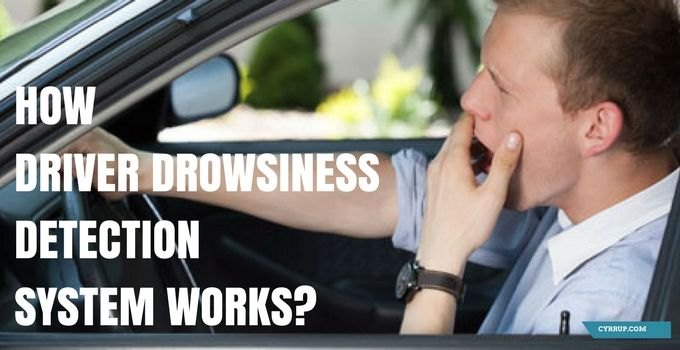 HOW
DRIVER DROWSINESS
DETECTION
SYSTEM WORKS?
CYRRUP.COM